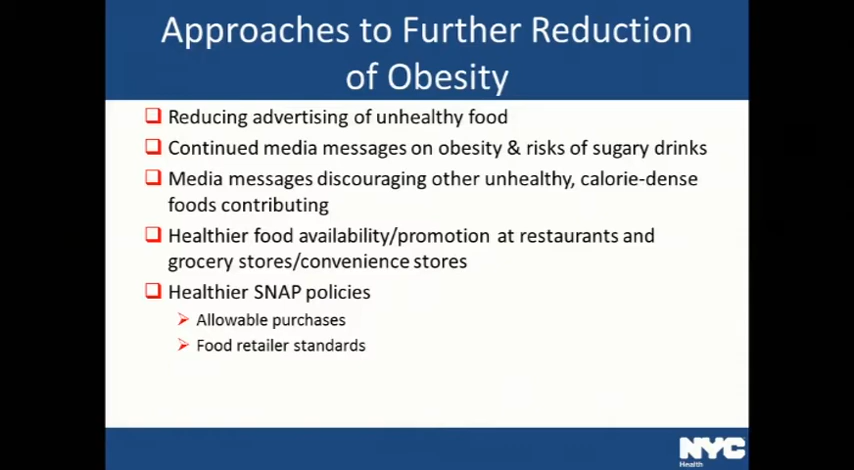 Approaches to Further Reduction
of Obesity
Reducing advertising of unhealthy food
Continued media messages on obesity & risks of sugary drinks
Media messages discouraging other unhealthy, calorie-dense
foods contributing
Healthier food availability/promotion at restaurants and
grocery stores/convenience stores
Healthier SNAP policies
Allowable purchases
Food retailer standards
NYC
Health